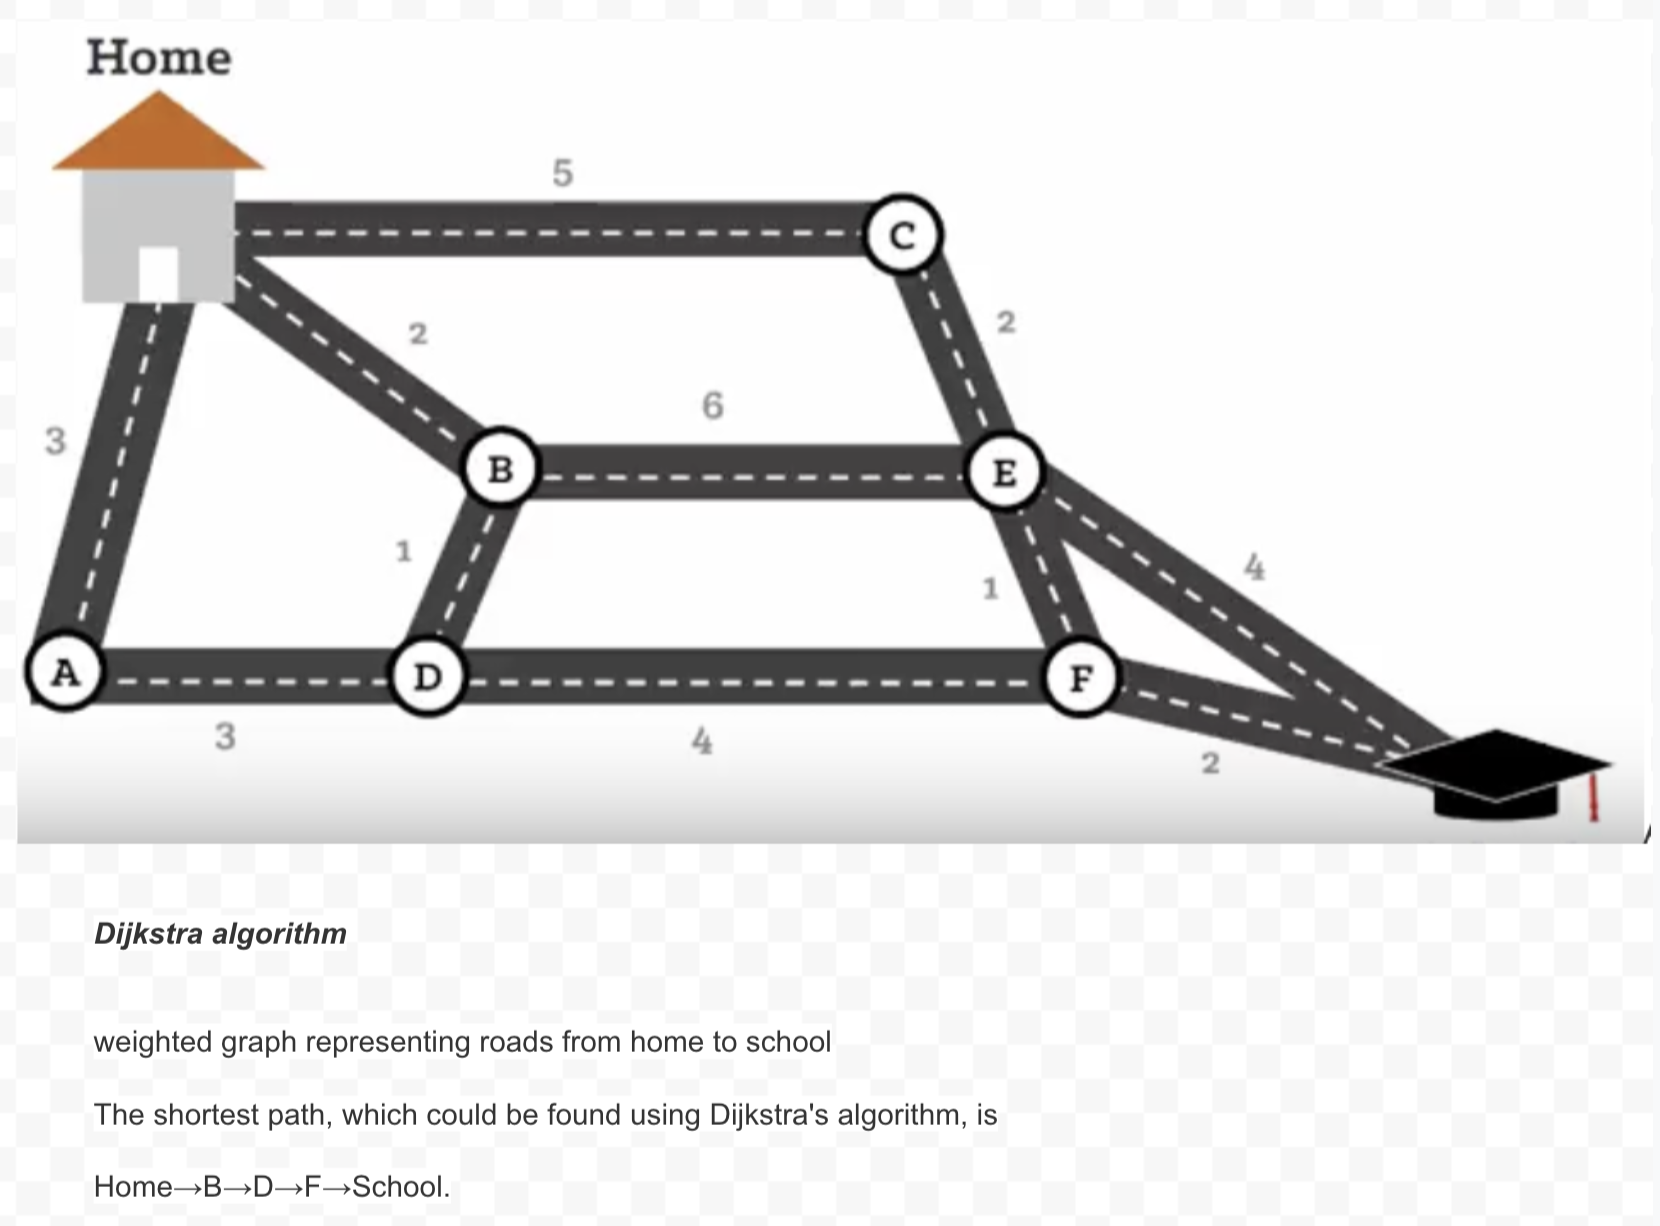 Home
5
C
2
2
6
3
B
E
1
4
1
A
D
F
3
4
2
Dijkstra algorithm
weighted graph representing roads from home to school
The shortest path, which could be found using Dijkstra's algorithm, is
Home→B→D→F→School.